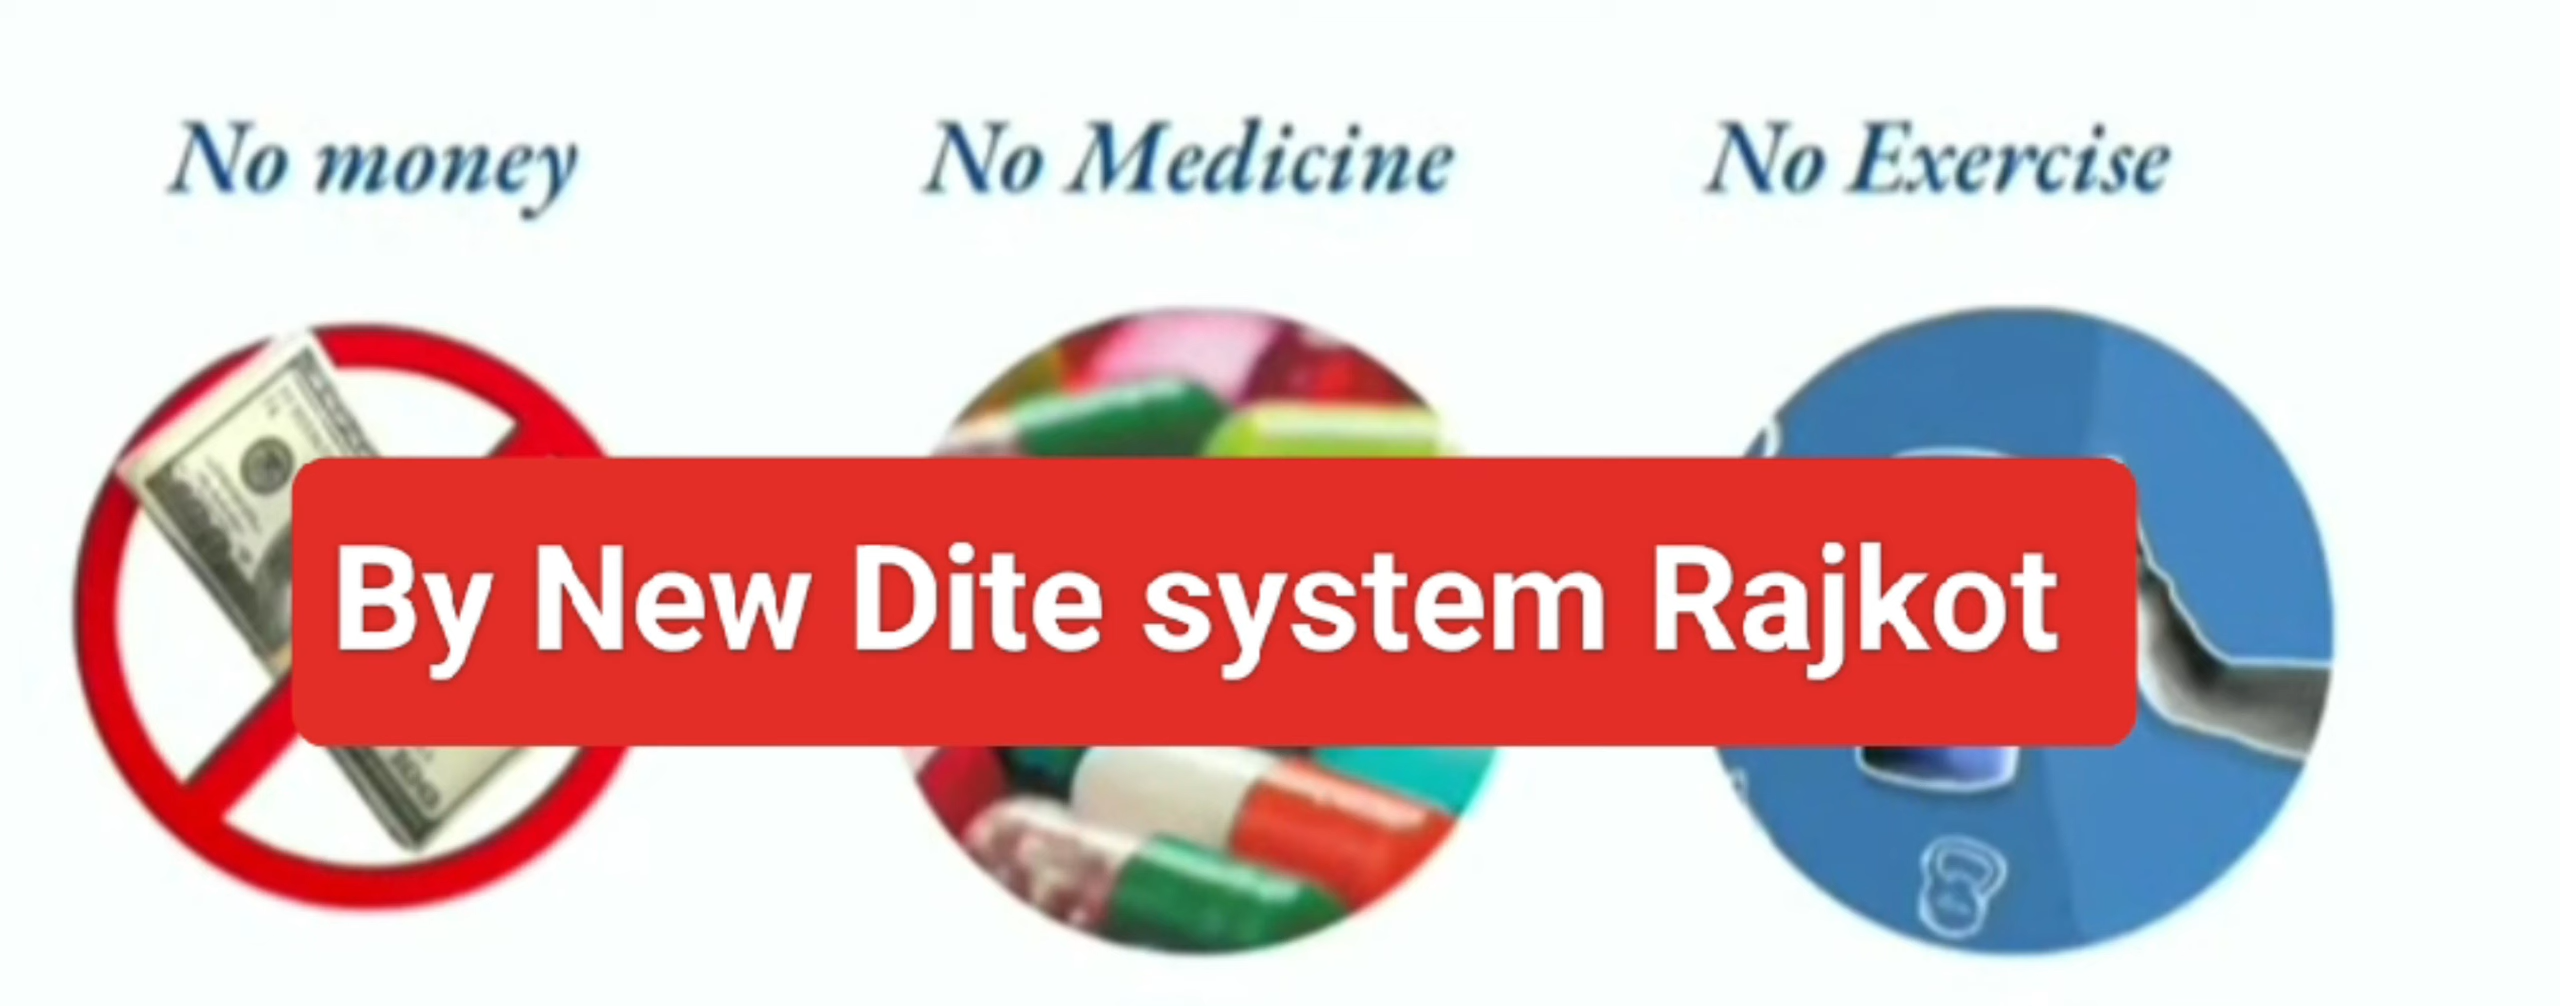 No money
No Medicine
No Exercise
By New Dite system Rajkot